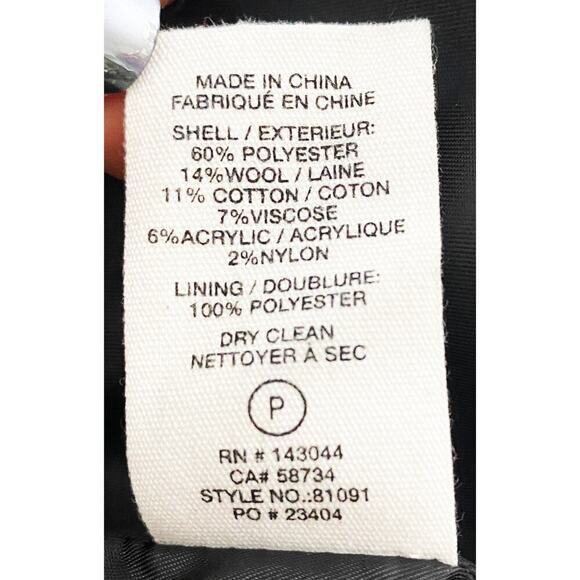 MADE IN CHINA
FABRIQUÉ EN CHINE
SHELL / EXTERIEUR:
60% POLYESTER
14%WOOL / LAINE
11% COTTON / COTON
7%VISCOSE
6%ACRYLIC / ACRYLIQUE
2%NYLON
LINING / DOUBLURE:
100% POLYESTER
DRY CLEAN
NETTOYER À SEC
P
RN # 143044
CA# 58734
STYLE NO.:81091
PO # 23404